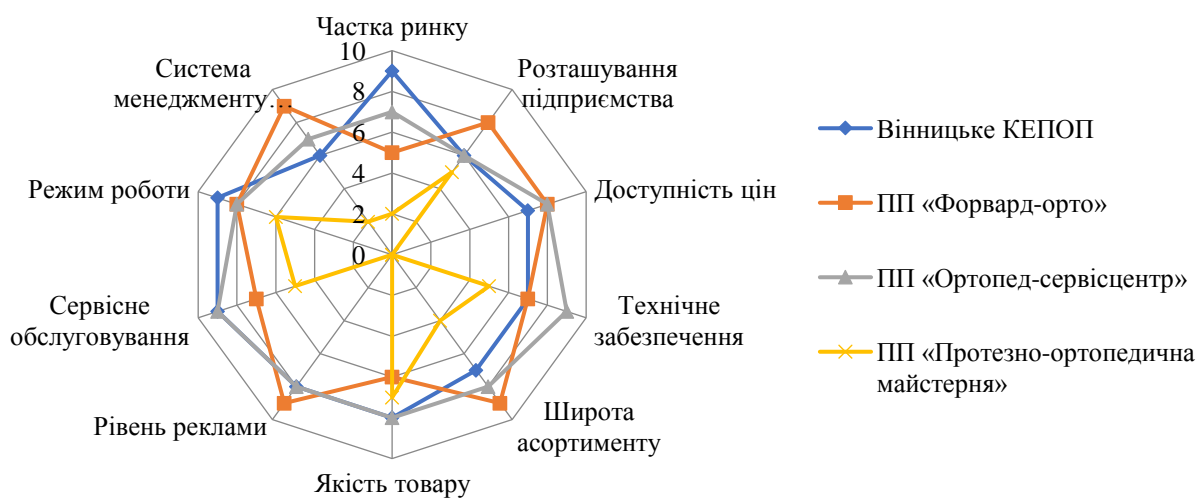 Частка ринку
Розташування
підприємства
Доступність цін
Технічне
забезпечення
Широта
асортименту
Якість товару
Рівень реклами
Сервісне
обслуговування
Режим роботи
Система
менеджменту…
10
8
6
4
2
0
Вінницьке КЕПОП
ПП «Форвард-орто»
ПП «Ортопед-сервісцентр»
ПП «Протезно-ортопедична
майстерня»